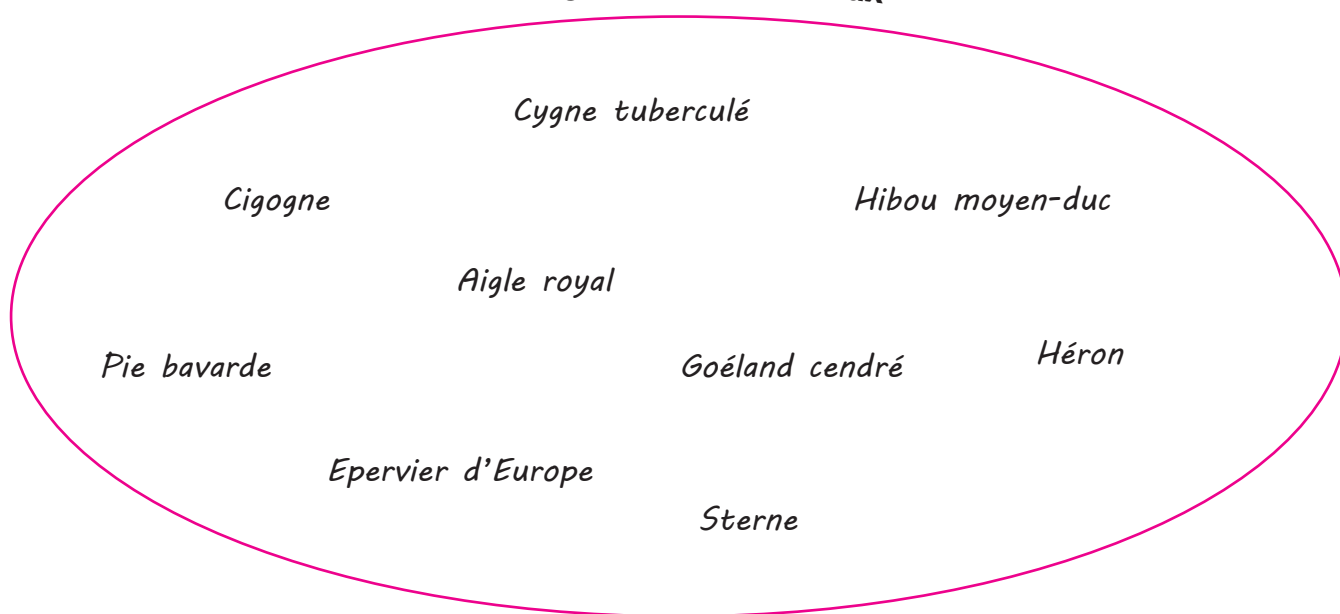 Cygne tuberculé
Cigogne
Hibou moyen-duc
Aigle royal
Héron
Pie bavarde
Goéland cendré
Epervier d'Europe
Sterne